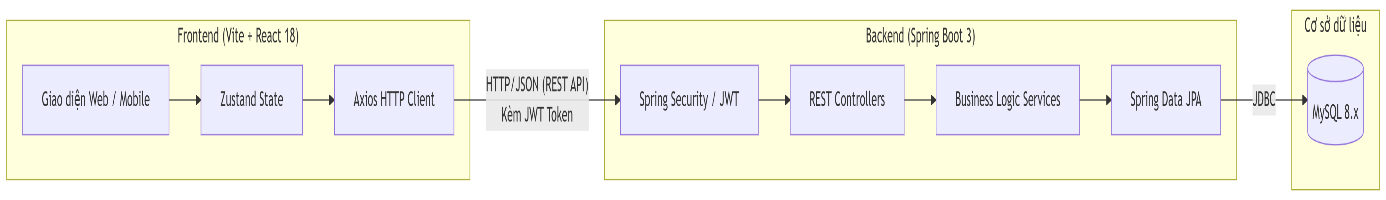 Frontend (Vite + React 18)
Giao diện Web / Mobile
Zustand State
Axios HTTP Client
HTTP/JSON (REST API)
Kèm JWT Token
Backend (Spring Boot 3)
Spring Security / JWT
REST Controllers
Business Logic Services
Spring Data JPA
JDBC
Cơ sở dữ liệu
MySQL 8.x